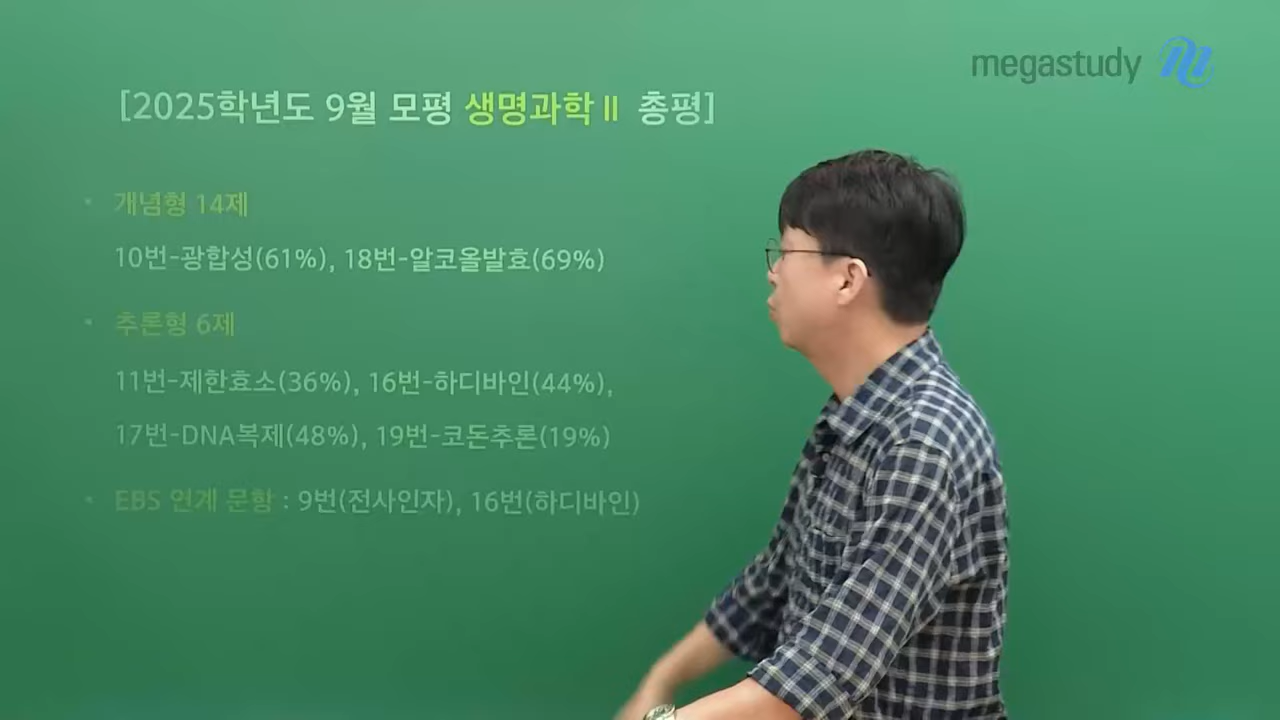 megastudy
[2025학년도 9월 모평 생명과학Ⅱ 총평]
• 개념형 14제
10번-광합성(61%), 18번-알코올발효(69%)
• 추론형 6제
11번-제한효소(36%), 16번-하디바인(44%),
17번-DNA복제(48%), 19번-코돈추론(19%)
• EBS 연계 문항 : 9번(전사인자), 16번(하디바인)